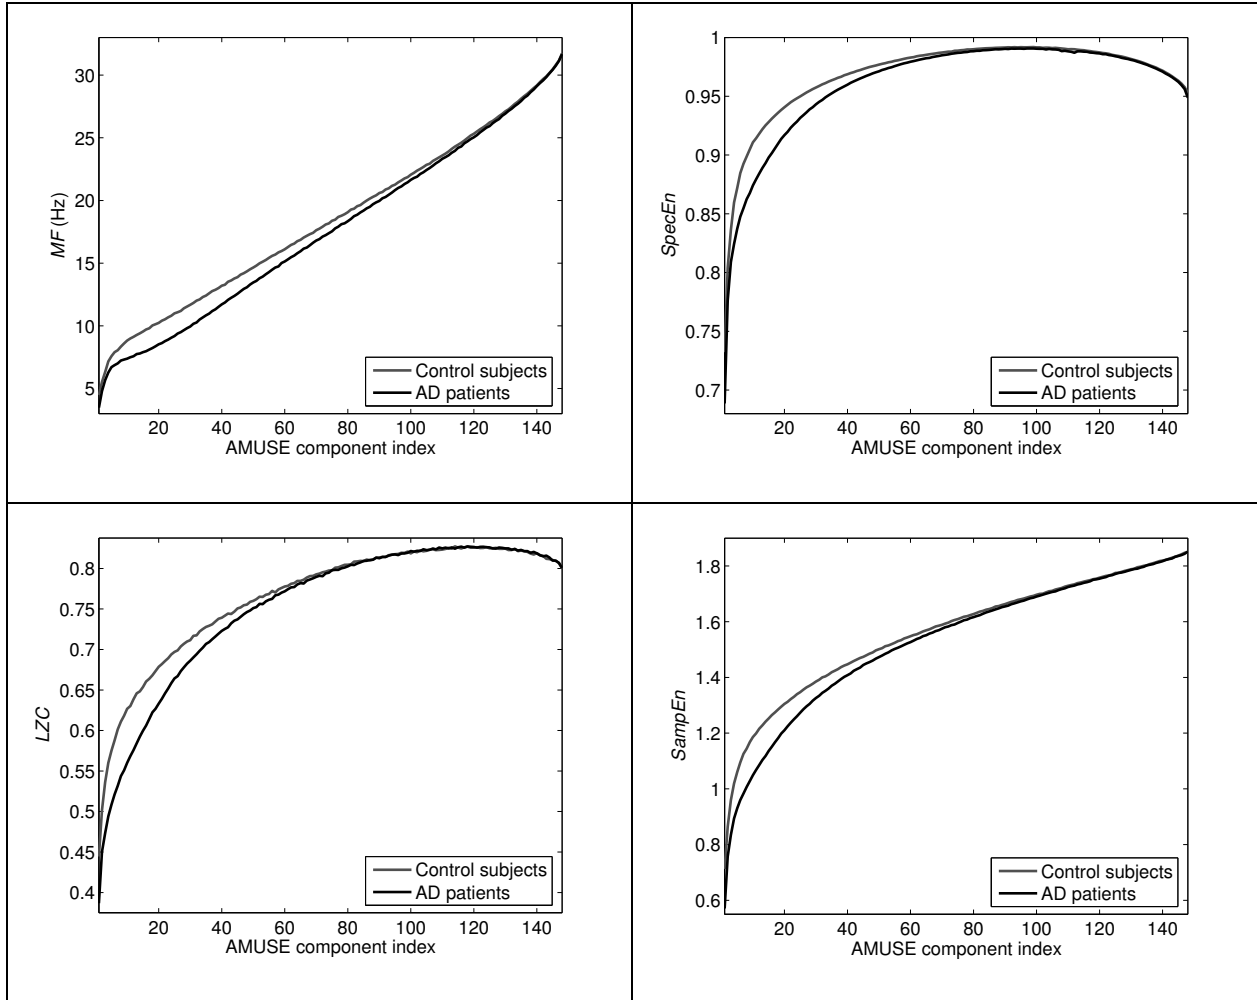 30
25
20
15
10
5
MF (Hz)
20 40 60 80 100 120 140
AMUSE component index
Control subjects
AD patients
1
0.95
0.9
0.85
0.8
0.75
0.7
SpecEn
20 40 60 80 100 120 140
AMUSE component index
Control subjects
AD patients
0.8
0.75
0.7
0.65
0.6
0.55
0.5
0.45
0.4
LZC
20 40 60 80 100 120 140
AMUSE component index
Control subjects
AD patients
1.8
1.6
1.4
1.2
1
0.8
0.6
SampEn
20 40 60 80 100 120 140
AMUSE component index
Control subjects
AD patients